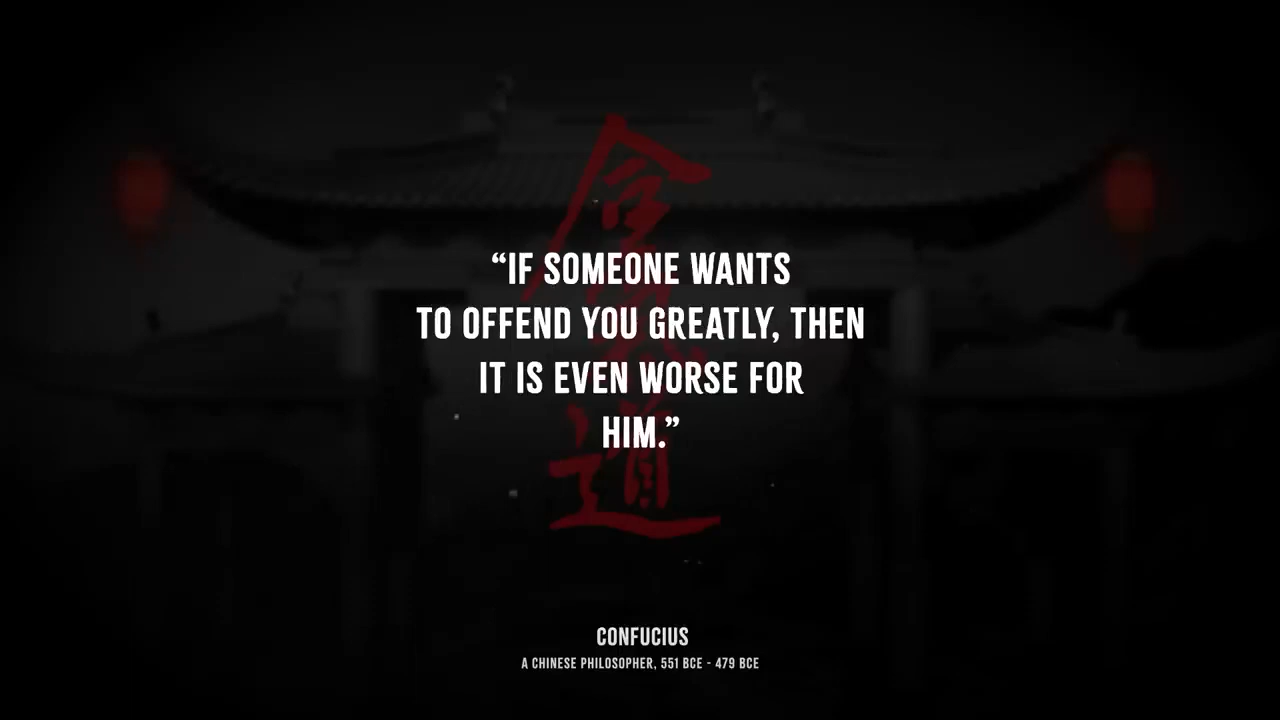 “IF SOMEONE WANTS
TO OFFEND YOU GREATLY, THEN
IT IS EVEN WORSE FOR
HIM.”
CONFUCIUS
A CHINESE PHILOSOPHER, 551 BCE - 479 BCE